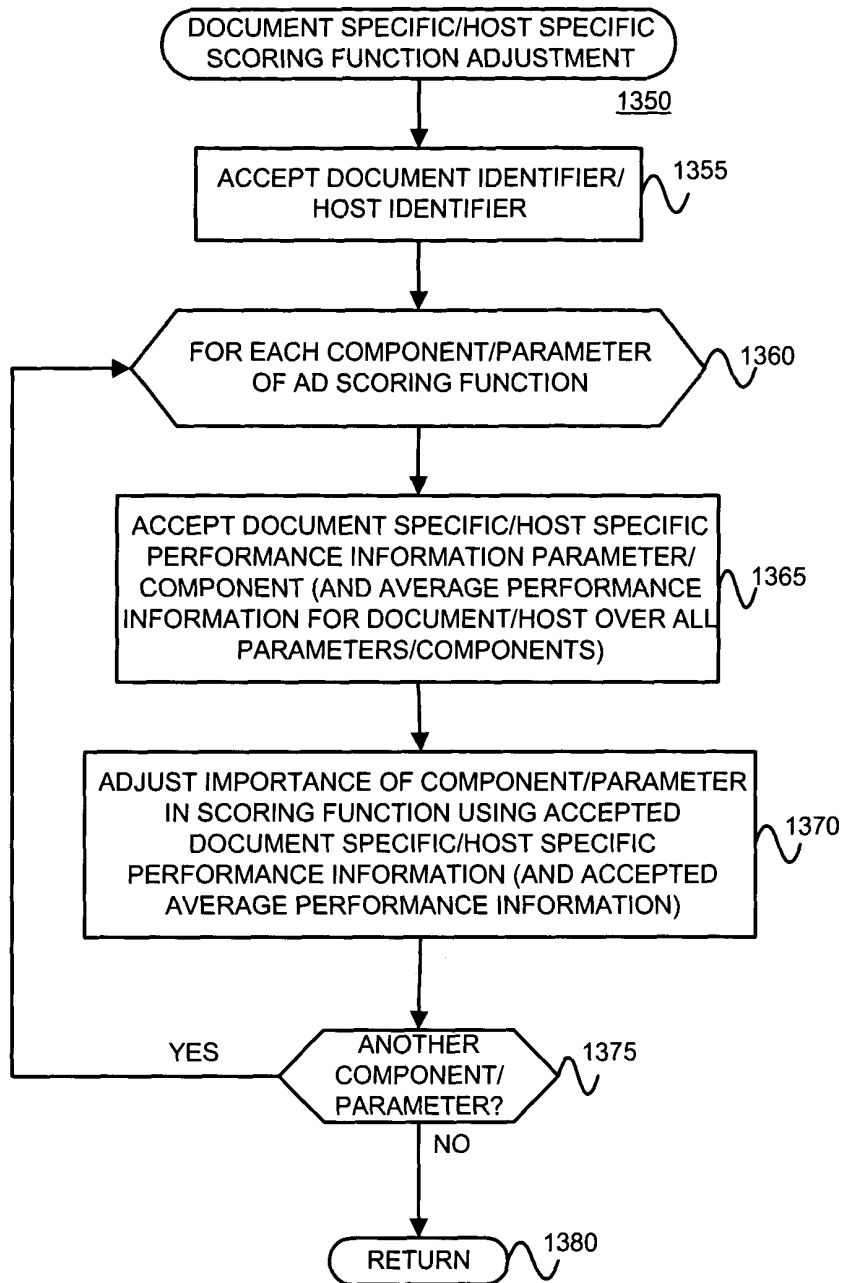 DOCUMENT SPECIFIC/HOST SPECIFIC
SCORING FUNCTION ADJUSTMENT
1350
ACCEPT DOCUMENT IDENTIFIER/
HOST IDENTIFIER
1355
FOR EACH COMPONENT/PARAMETER
OF AD SCORING FUNCTION
1360
ACCEPT DOCUMENT SPECIFIC/HOST SPECIFIC
PERFORMANCE INFORMATION PARAMETER/
COMPONENT (AND AVERAGE PERFORMANCE
INFORMATION FOR DOCUMENT/HOST OVER ALL
PARAMETERS/COMPONENTS)
1365
ADJUST IMPORTANCE OF COMPONENT/PARAMETER
IN SCORING FUNCTION USING ACCEPTED
DOCUMENT SPECIFIC/HOST SPECIFIC
PERFORMANCE INFORMATION (AND ACCEPTED
AVERAGE PERFORMANCE INFORMATION)
1370
YES
ANOTHER
COMPONENT/
PARAMETER?
1375
NO
RETURN
1380